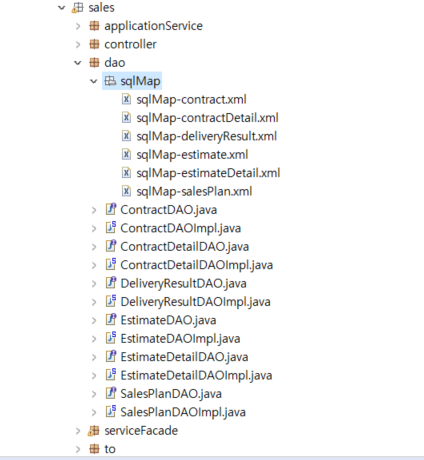 sales
applicationService
controller
dao
sqlMap
sqlMap-contract.xml
sqlMap-contractDetail.xml
sqlMap-deliveryResult.xml
sqlMap-estimate.xml
sqlMap-estimateDetail.xml
sqlMap-salesPlan.xml
ContractDAO.java
ContractDAOImpl.java
ContractDetailDAO.java
ContractDetailDAOImpl.java
DeliveryResultDAO.java
DeliveryResultDAOImpl.java
EstimateDAO.java
EstimateDAOImpl.java
EstimateDetailDAO.java
EstimateDetailDAOImpl.java
SalesPlanDAO.java
SalesPlanDAOImpl.java
serviceFacade
to